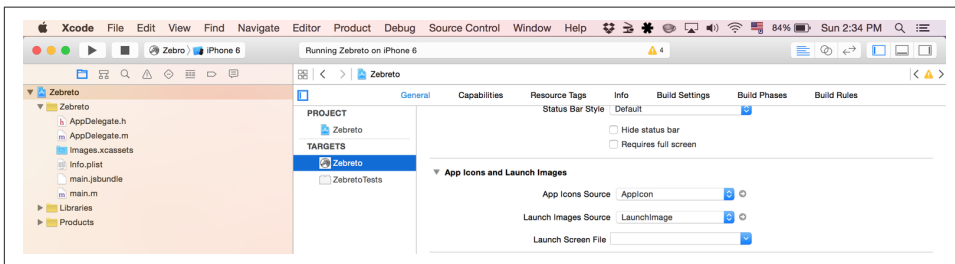 Xcode File Edit View Find Navigate Editor Product Debug Source Control Window Help 84% Sun 2:34 PM
Zebro iPhone 6 Running Zebreto on iPhone 6 4
Zebreto
Zebreto
General Capabilities Resource Tags Info Build Settings Build Phases Build Rules
Zebreto
h AppDelegate.h
m AppDelegate.m
Images.xcassets
Info.plist
main.jsbundle
m main.m
Libraries
Products
PROJECT
Zebreto
TARGETS
Zebreto
ZebretoTests
Status Bar Style Default
Hide status bar
Requires full screen
App Icons and Launch Images
App Icons Source AppIcon
Launch Images Source LaunchImage
Launch Screen File